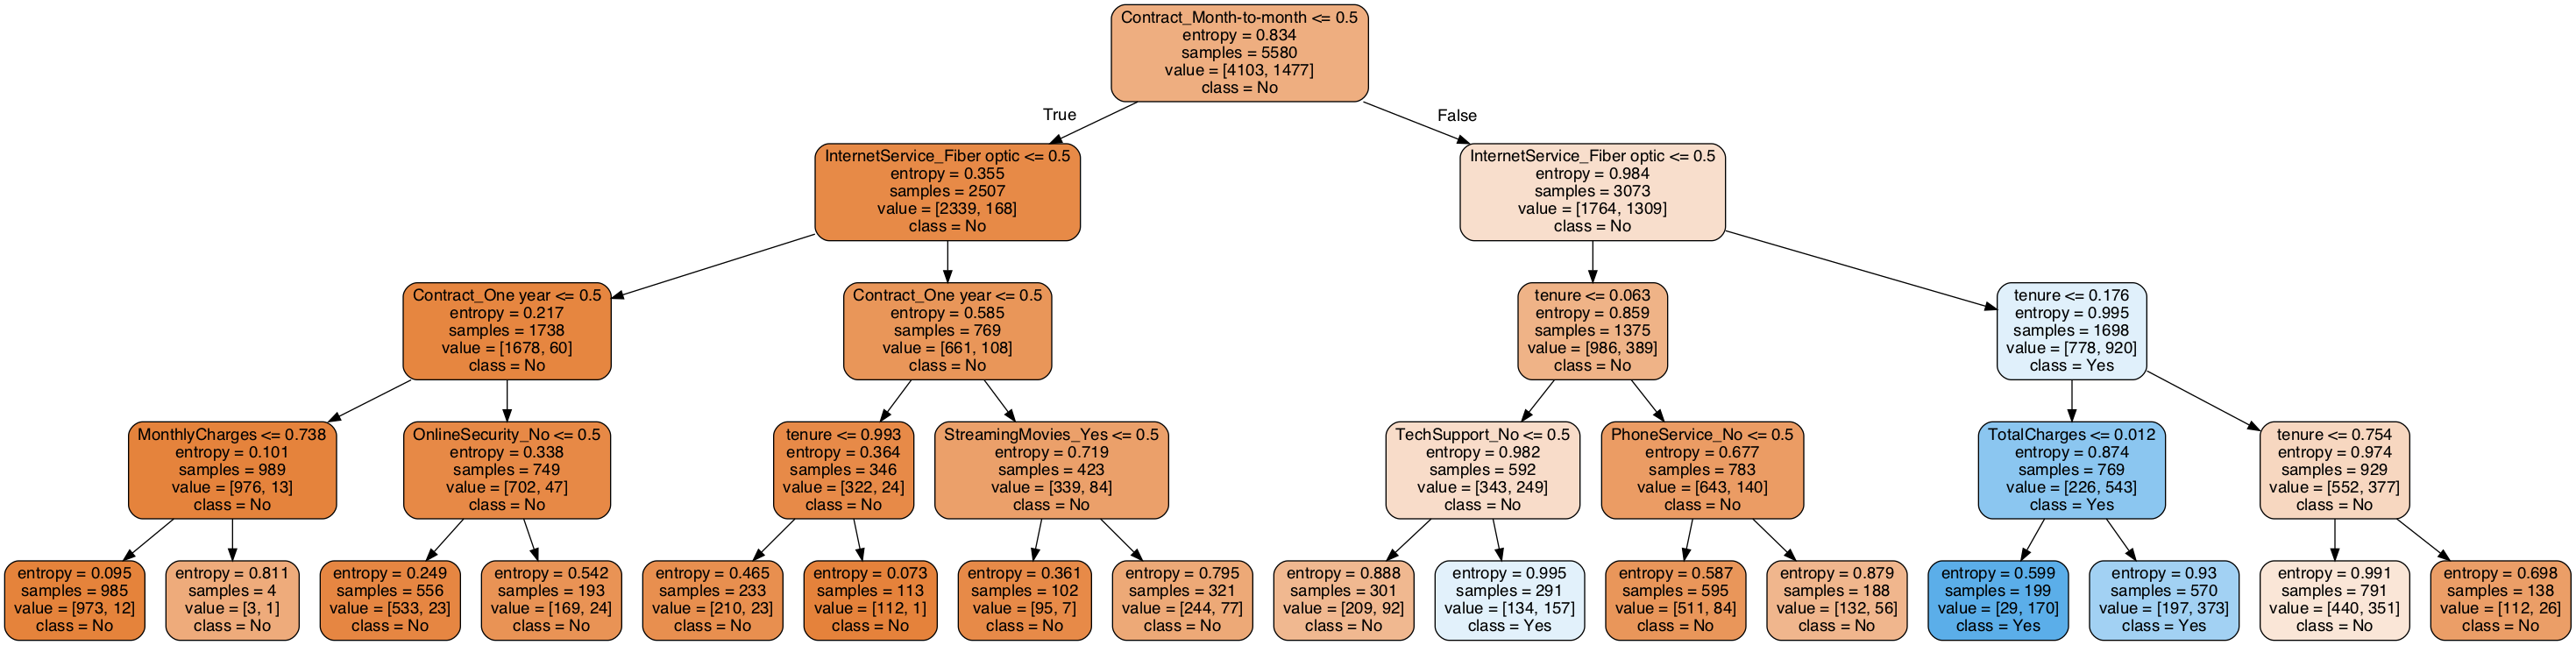 Contract_Month-to-month <= 0.5
entropy = 0.834
samples = 5580
value = [4103, 1477]
class = No
True
False
InternetService_Fiber optic <= 0.5
entropy = 0.355
samples = 2507
value = [2339, 168]
class = No
InternetService_Fiber optic <= 0.5
entropy = 0.984
samples = 3073
value = [1764, 1309]
class = No
Contract_One year <= 0.5
entropy = 0.217
samples = 1738
value = [1678, 60]
class = No
Contract_One year <= 0.5
entropy = 0.585
samples = 769
value = [661, 108]
class = No
tenure <= 0.063
entropy = 0.859
samples = 1375
value = [986, 389]
class = No
tenure <= 0.176
entropy = 0.995
samples = 1698
value = [778, 920]
class = Yes
MonthlyCharges <= 0.738
entropy = 0.101
samples = 989
value = [976, 13]
class = No
OnlineSecurity_No <= 0.5
entropy = 0.338
samples = 749
value = [702, 47]
class = No
tenure <= 0.993
entropy = 0.364
samples = 346
value = [322, 24]
class = No
StreamingMovies_Yes <= 0.5
entropy = 0.719
samples = 423
value = [339, 84]
class = No
TechSupport_No <= 0.5
entropy = 0.982
samples = 592
value = [343, 249]
class = No
PhoneService_No <= 0.5
entropy = 0.677
samples = 783
value = [643, 140]
class = No
TotalCharges <= 0.012
entropy = 0.874
samples = 769
value = [226, 543]
class = Yes
tenure <= 0.754
entropy = 0.974
samples = 929
value = [552, 377]
class = No
entropy = 0.095
samples = 985
value = [973, 12]
class = No
entropy = 0.811
samples = 4
value = [3, 1]
class = No
entropy = 0.249
samples = 556
value = [533, 23]
class = No
entropy = 0.542
samples = 193
value = [169, 24]
class = No
entropy = 0.465
samples = 233
value = [210, 23]
class = No
entropy = 0.073
samples = 113
value = [112, 1]
class = No
entropy = 0.361
samples = 102
value = [95, 7]
class = No
entropy = 0.795
samples = 321
value = [244, 77]
class = No
entropy = 0.888
samples = 301
value = [209, 92]
class = No
entropy = 0.995
samples = 291
value = [134, 157]
class = Yes
entropy = 0.587
samples = 595
value = [511, 84]
class = No
entropy = 0.879
samples = 188
value = [132, 56]
class = No
entropy = 0.599
samples = 199
value = [29, 170]
class = Yes
entropy = 0.93
samples = 570
value = [197, 373]
class = Yes
entropy = 0.991
samples = 791
value = [440, 351]
class = No
entropy = 0.698
samples = 138
value = [112, 26]
class = No